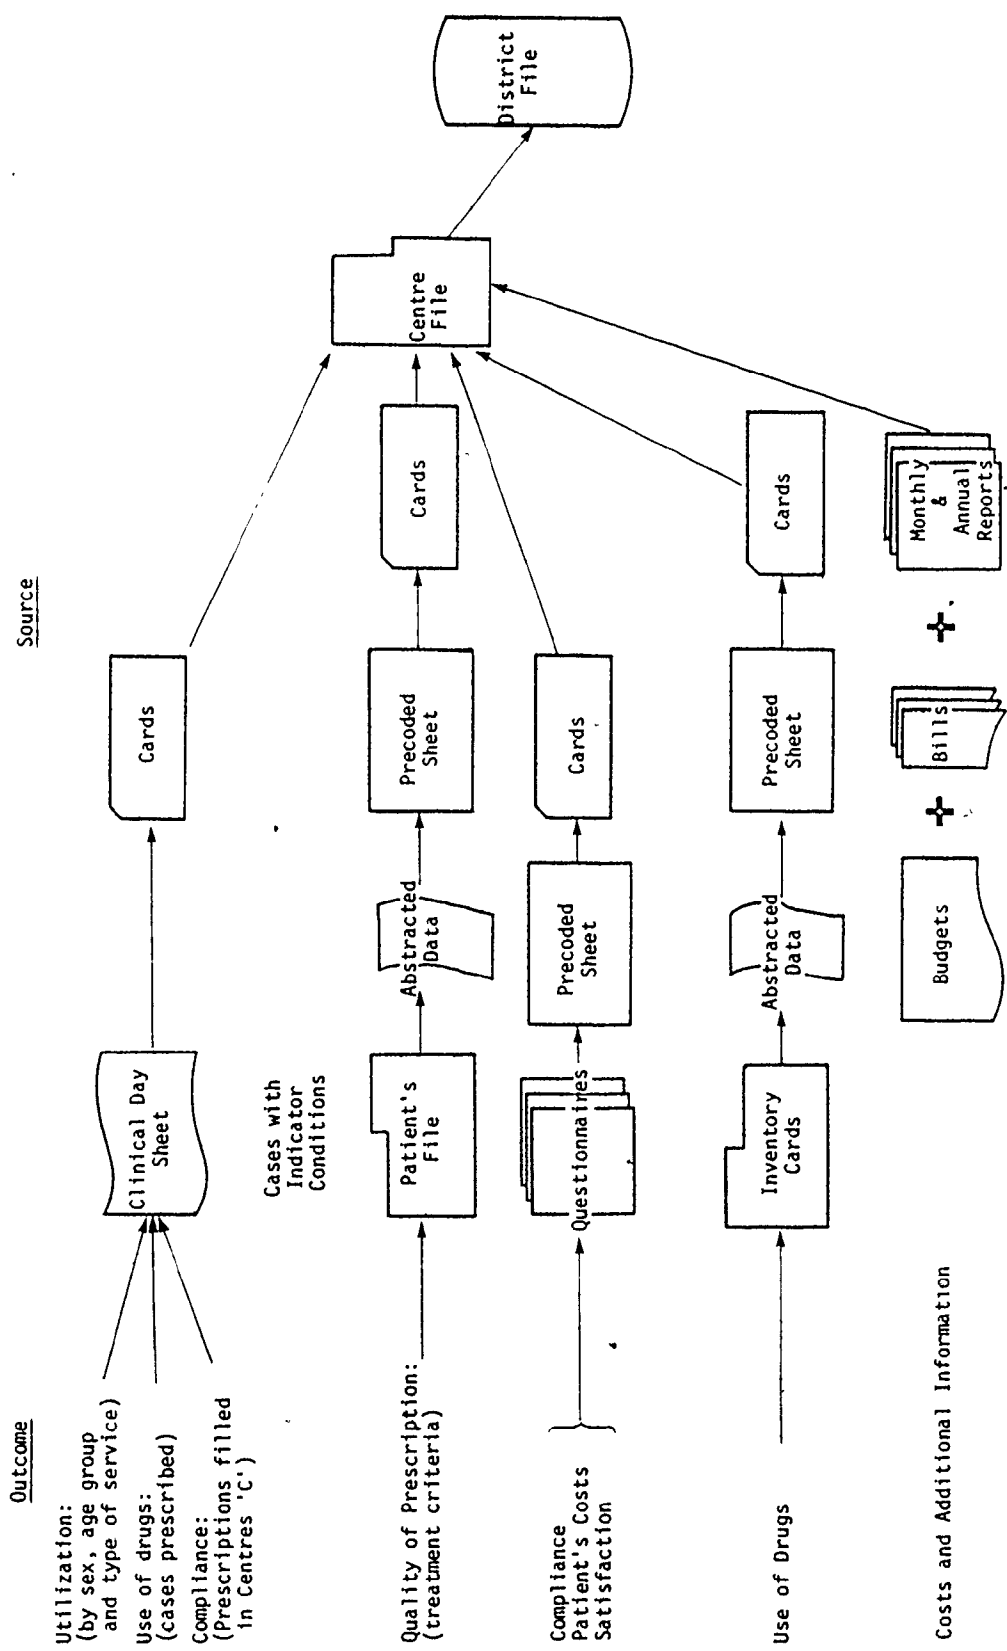 Outcome
Source
Utilization:
(by sex, age group
and type of service)
Use of drugs:
(cases prescribed)
Compliance:
(Prescriptions filled
in Centres 'C')
Clinical Day
Sheet
Cards
Cases with
Indicator
Conditions
Quality of Prescription:
(treatment criteria)
Patient's
File
Abstracted
Data
Precoded
Sheet
Cards
Centre
File
District
File
Compliance
Patient's Costs
Satisfaction
Questionnaires
Precoded
Sheet
Cards
Use of Drugs
Inventory
Cards
Abstracted
Data
Precoded
Sheet
Cards
Costs and Additional Information
Budgets
+
Bills
+
Monthly
&
Annual
Reports